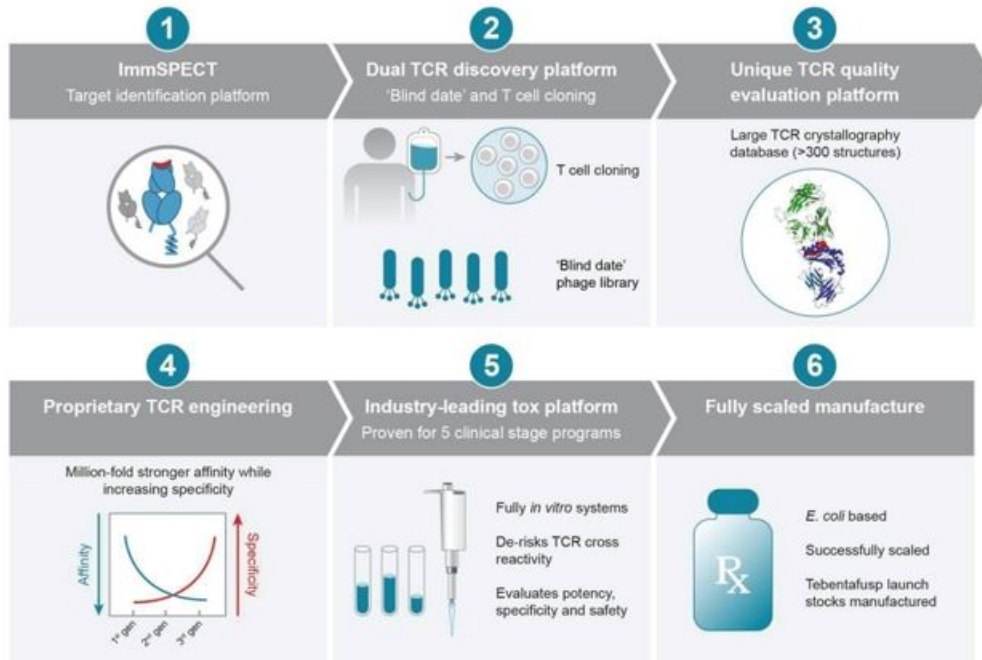 1
ImmSPECT
Target identification platform
2
Dual TCR discovery platform
'Blind date' and T cell cloning
T cell cloning
'Blind date'
phage library
3
Unique TCR quality
evaluation platform
Large TCR crystallography
database (>300 structures)
4
Proprietary TCR engineering
Million-fold stronger affinity while
increasing specificity
Affinity
Specificity
1st gen
2nd gen
3rd gen
5
Industry-leading tox platform
Proven for 5 clinical stage programs
Fully in vitro systems
De-risks TCR cross
reactivity
Evaluates potency,
specificity and safety
6
Fully scaled manufacture
Rx
E. coli based
Successfully scaled
Tebentafusp launch
stocks manufactured